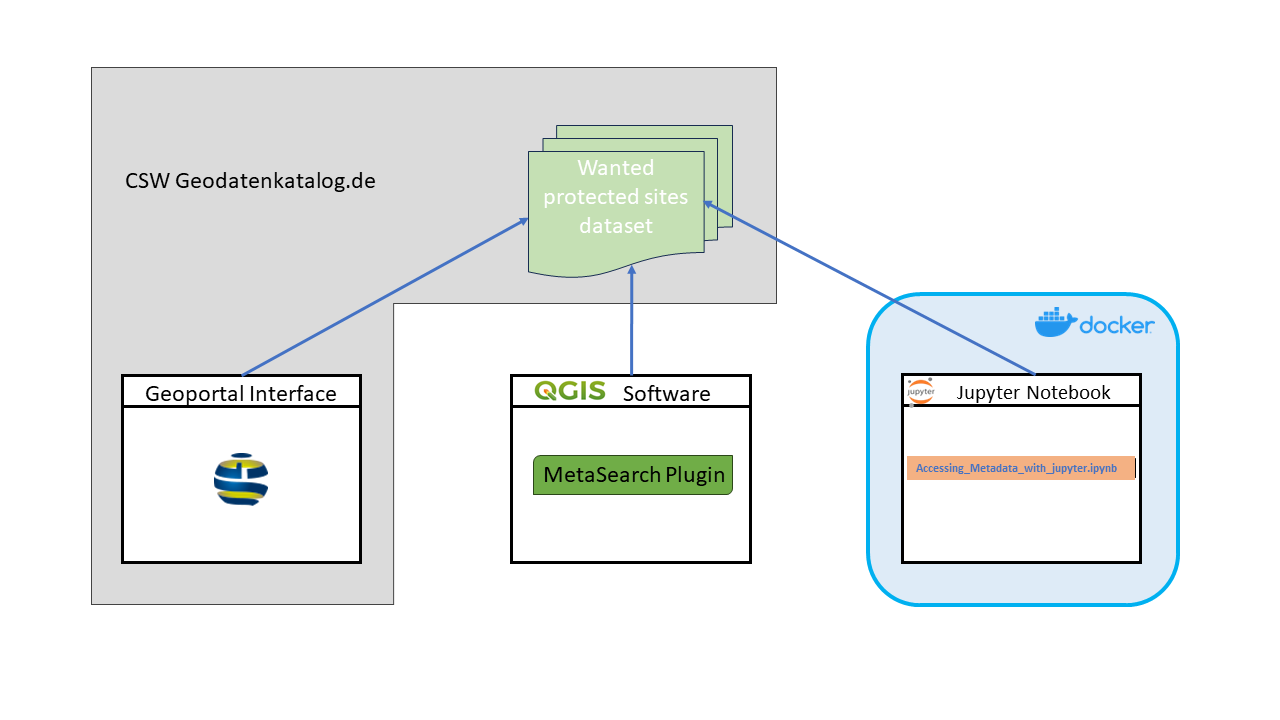 Wanted
protected sites
dataset
CSW Geodatenkatalog.de
docker
Geoportal Interface
QGIS Software
jupyter Jupyter Notebook
MetaSearch Plugin
Accessing_Metadata_with_jupyter.ipynb